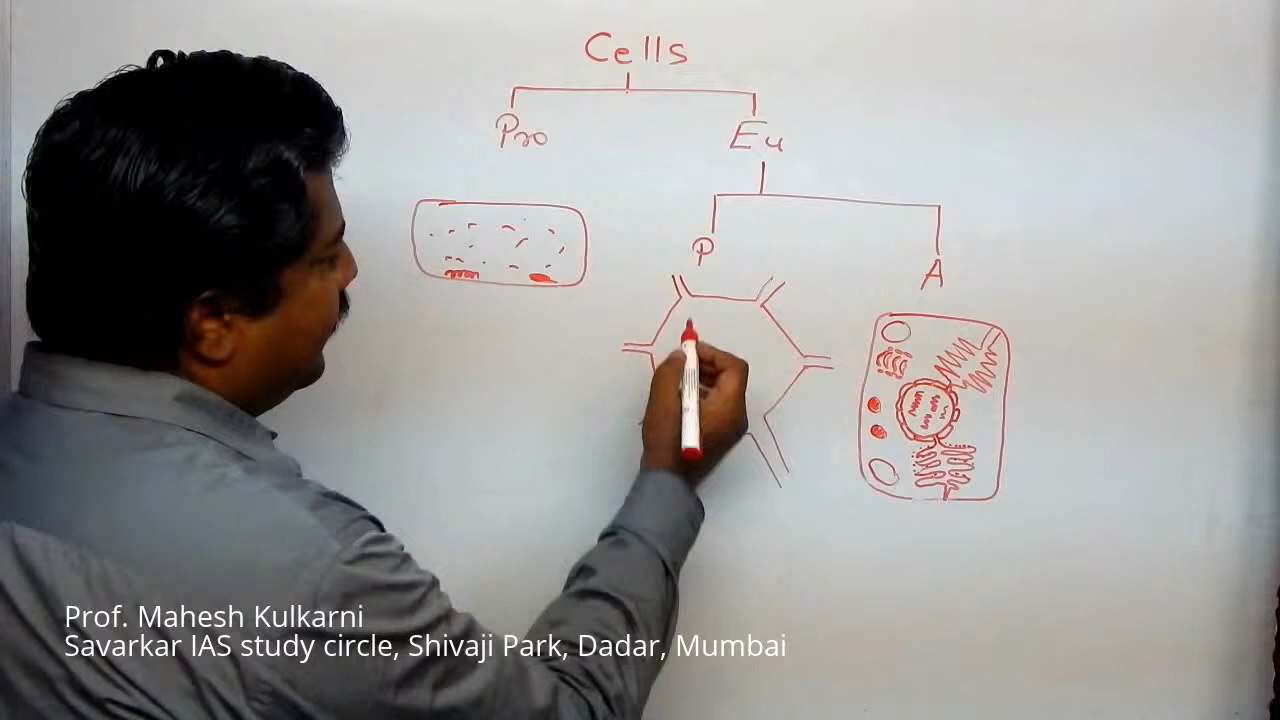 Cells
Pro
Eu
P
A
Prof. Mahesh Kulkarni
Savarkar IAS study circle, Shivaji Park, Dadar, Mumbai